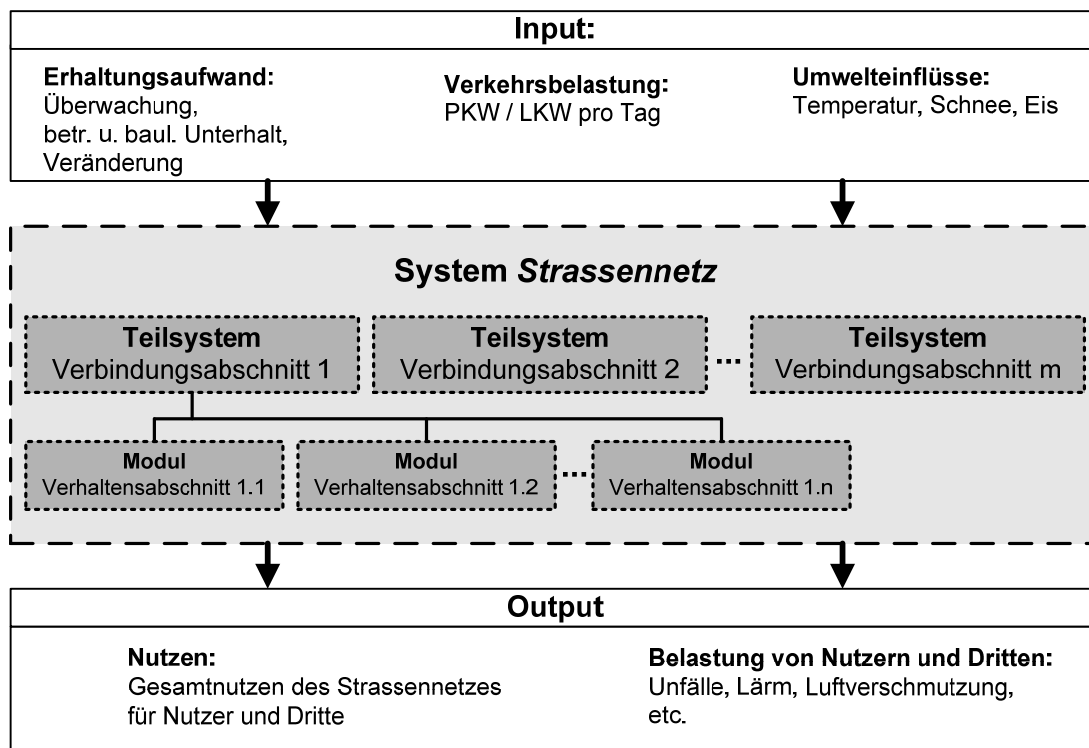 Input:
Erhaltungsaufwand:
Überwachung,
betr. u. baul. Unterhalt,
Veränderung
Verkehrsbelastung:
PKW / LKW pro Tag
Umwelteinflüsse:
Temperatur, Schnee, Eis
System Strassennetz
Teilsystem
Verbindungsabschnitt 1
Teilsystem
Verbindungsabschnitt 2
...
Teilsystem
Verbindungsabschnitt m
Modul
Verhaltensabschnitt 1.1
Modul
Verhaltensabschnitt 1.2
...
Modul
Verhaltensabschnitt 1.n
Output
Nutzen:
Gesamtnutzen des Strassennetzes
für Nutzer und Dritte
Belastung von Nutzern und Dritten:
Unfälle, Lärm, Luftverschmutzung,
etc.